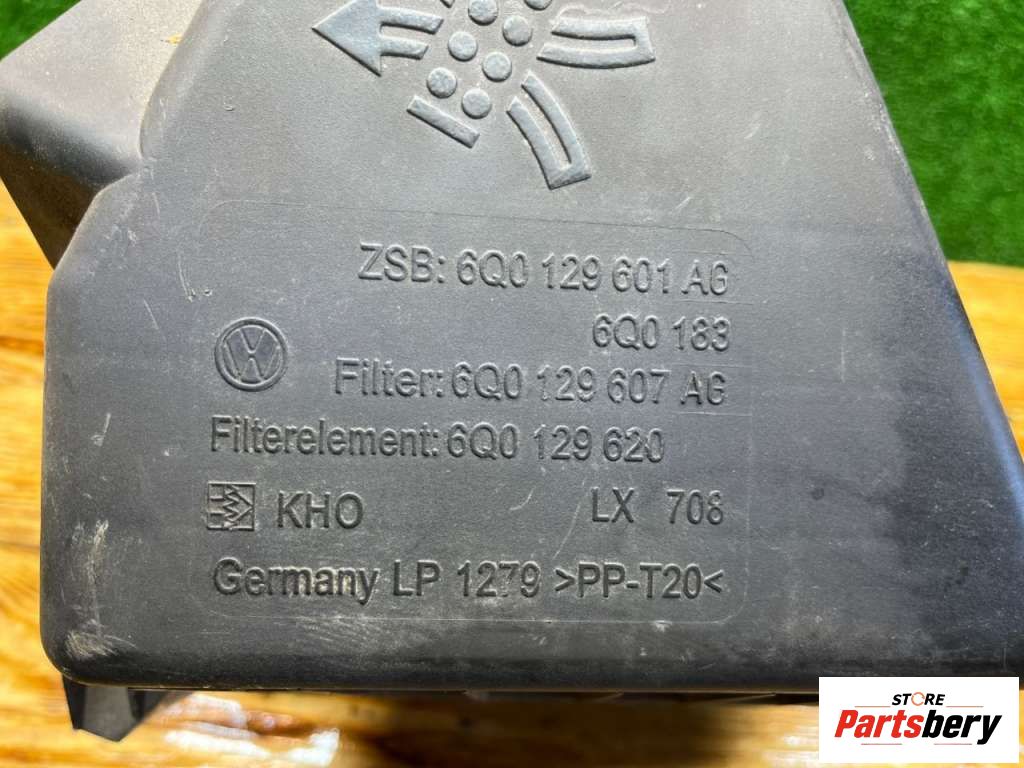 ZSB: 6Q0 129 601 AG
6Q0 183
Filter: 6Q0 129 607 AG
Filterelement: 6Q0 129 620
KHO LX 708
Germany LP 1279 >PP-T20<
STORE
Partsbery